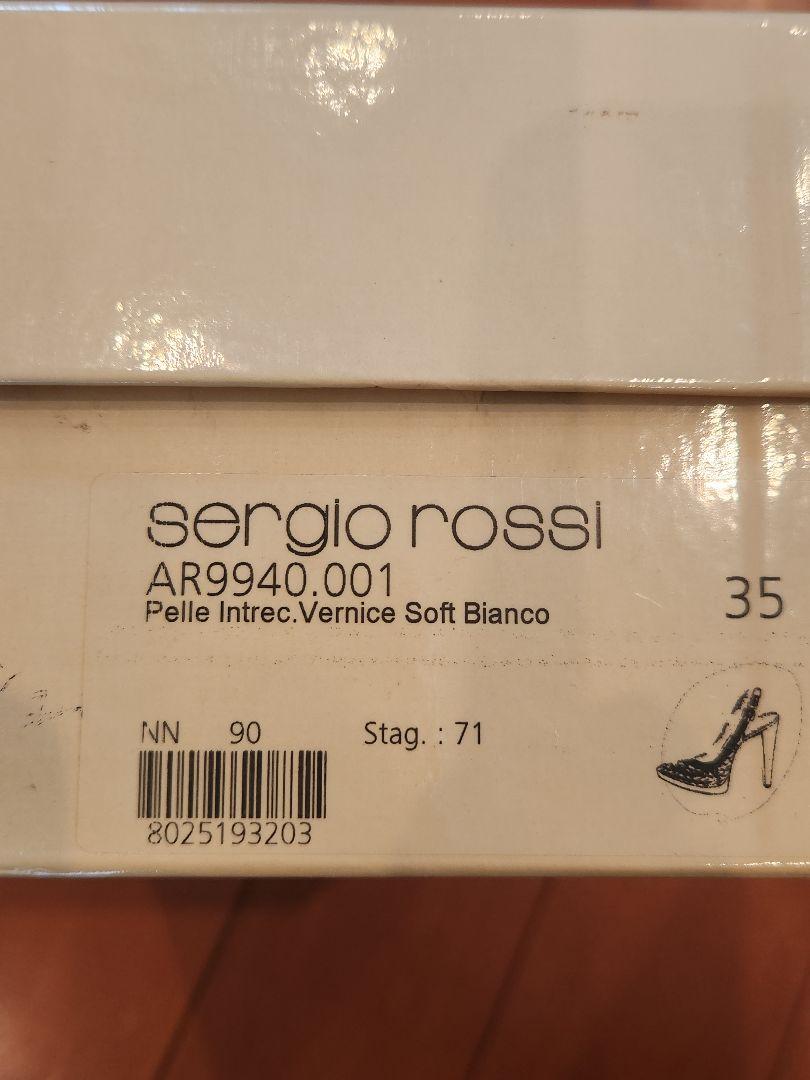 sergio rossi
AR9940.001
Pelle Intrec.Vernice Soft Bianco
35
NN 90 Stag. : 71
8025193203